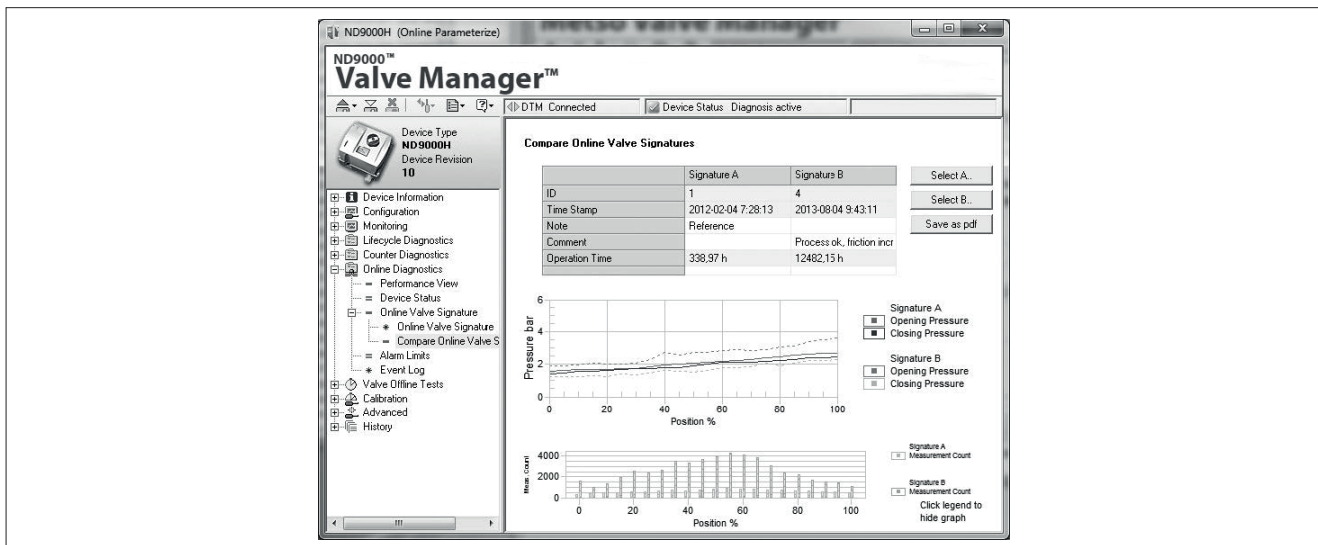 ND9000H (Online Parameterize)
Metso Valve Manager
ND9000™
Valve Manager™
DTM Connected
Device Status Diagnosis active
Device Type
ND9000H
Device Revision
10
Device Information
Configuration
Monitoring
Lifecycle Diagnostics
Counter Diagnostics
Online Diagnostics
Performance View
Device Status
Online Valve Signature
Online Valve Signature
Compare Online Valve S
Alarm Limits
Event Log
Valve Offline Tests
Calibration
Advanced
History
Compare Online Valve Signatures
Signature A Signature B
ID 1 4
Time Stamp 2012-02-04 7:28:13 2013-08-04 9:43:11
Note Reference
Comment Process ok, friction incr
Operation Time 338,97 h 12482,15 h
Select A..
Select B..
Save as pdf
Pressure bar
6
4
2
0
0 20 40 60 80 100
Position %
Signature A
Opening Pressure
Closing Pressure
Signature B
Opening Pressure
Closing Pressure
Meas. Count
4000
2000
0
0 20 40 60 80 100
Position %
Signature A
Measurement Count
Signature B
Measurement Count
Click legend to
hide graph